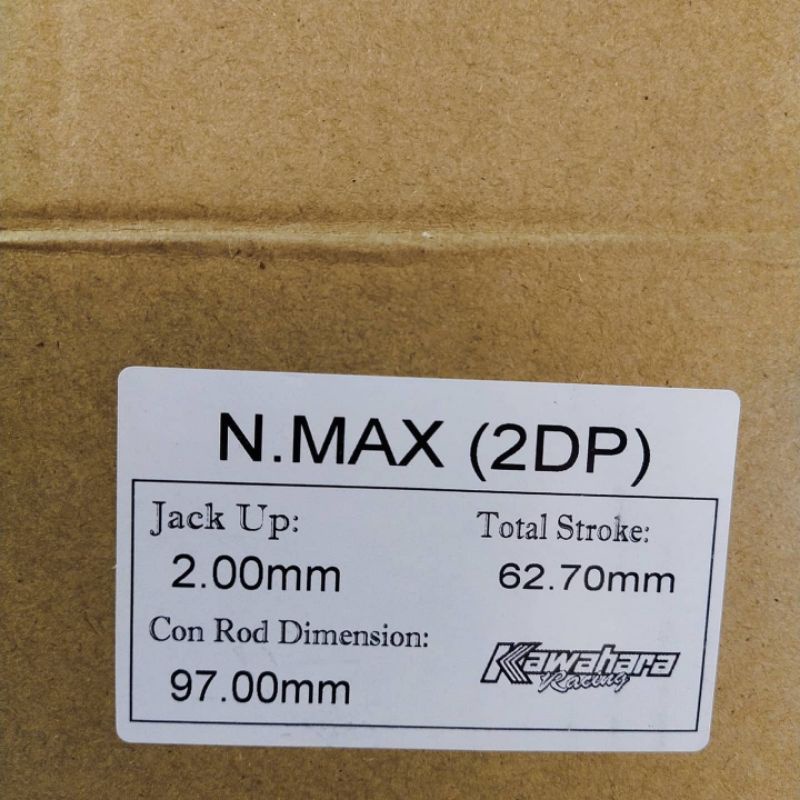 N.MAX (2DP)
Jack Up:
2.00mm
Total Stroke:
62.70mm
Con Rod Dimension:
97.00mm
Kawahara
Racing